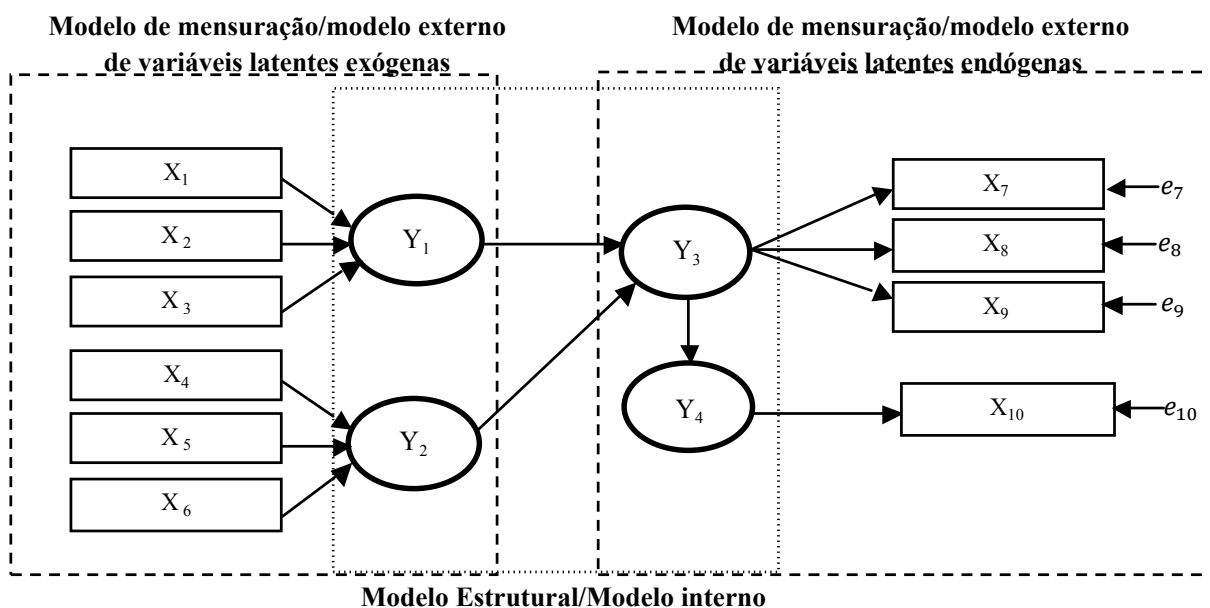 Modelo de mensuração/modelo externo
de variáveis latentes exógenas
Modelo de mensuração/modelo externo
de variáveis latentes endógenas
X1
X2
X3
X4
X5
X6
Y1
Y2
Y3
Y4
X7
X8
X9
X10
e7
e8
e9
e10
Modelo Estrutural/Modelo interno